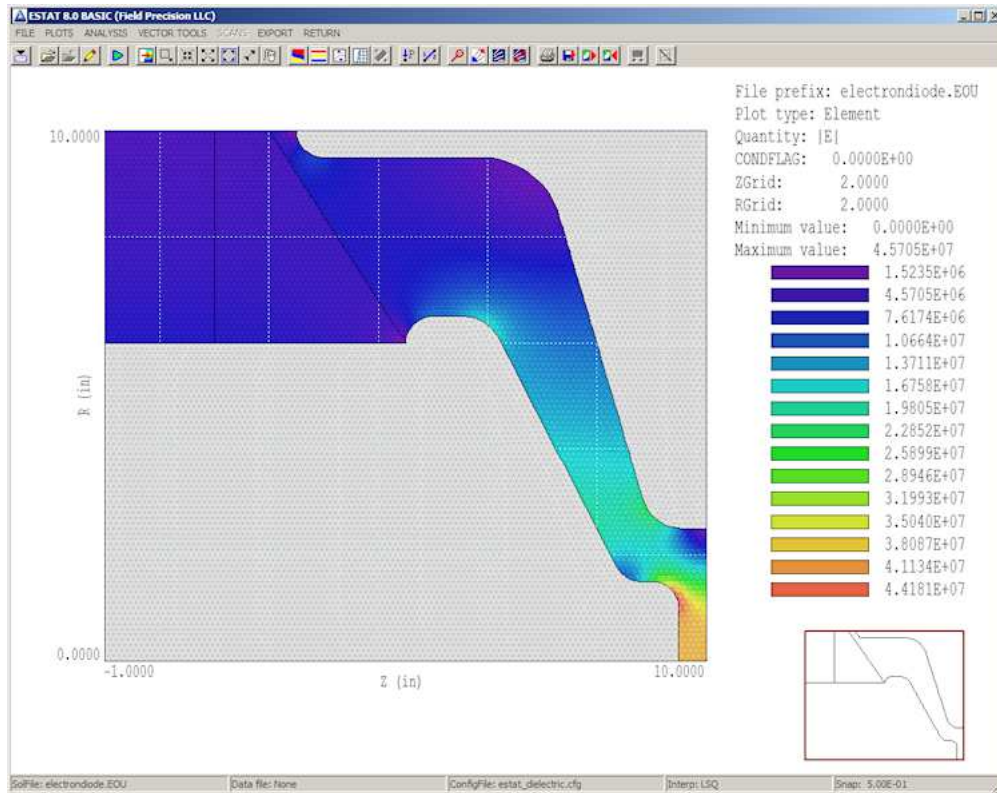 ESTAT 8.0 BASIC (Field Precision LLC)
FILE PLOTS ANALYSIS VECTOR TOOLS SCANS EXPORT RETURN
File prefix: electrondiode.EOU
Plot type: Element
Quantity: |E|
CONDFLAG: 0.0000E+00
ZGrid: 2.0000
RGrid: 2.0000
Minimum value: 0.0000E+00
Maximum value: 4.5705E+07
1.5235E+06
4.5705E+06
7.6174E+06
1.0664E+07
1.3711E+07
1.6758E+07
1.9805E+07
2.2852E+07
2.5899E+07
2.8946E+07
3.1993E+07
3.5040E+07
3.8087E+07
4.1134E+07
4.4181E+07
10.0000
R (in)
0.0000
-1.0000
Z (in)
10.0000
SolFile: electrondiode.EOU
Data file: None
ConfigFile: estat_dielectric.cfg
Interp: LSQ
Snap: 5.00E-01